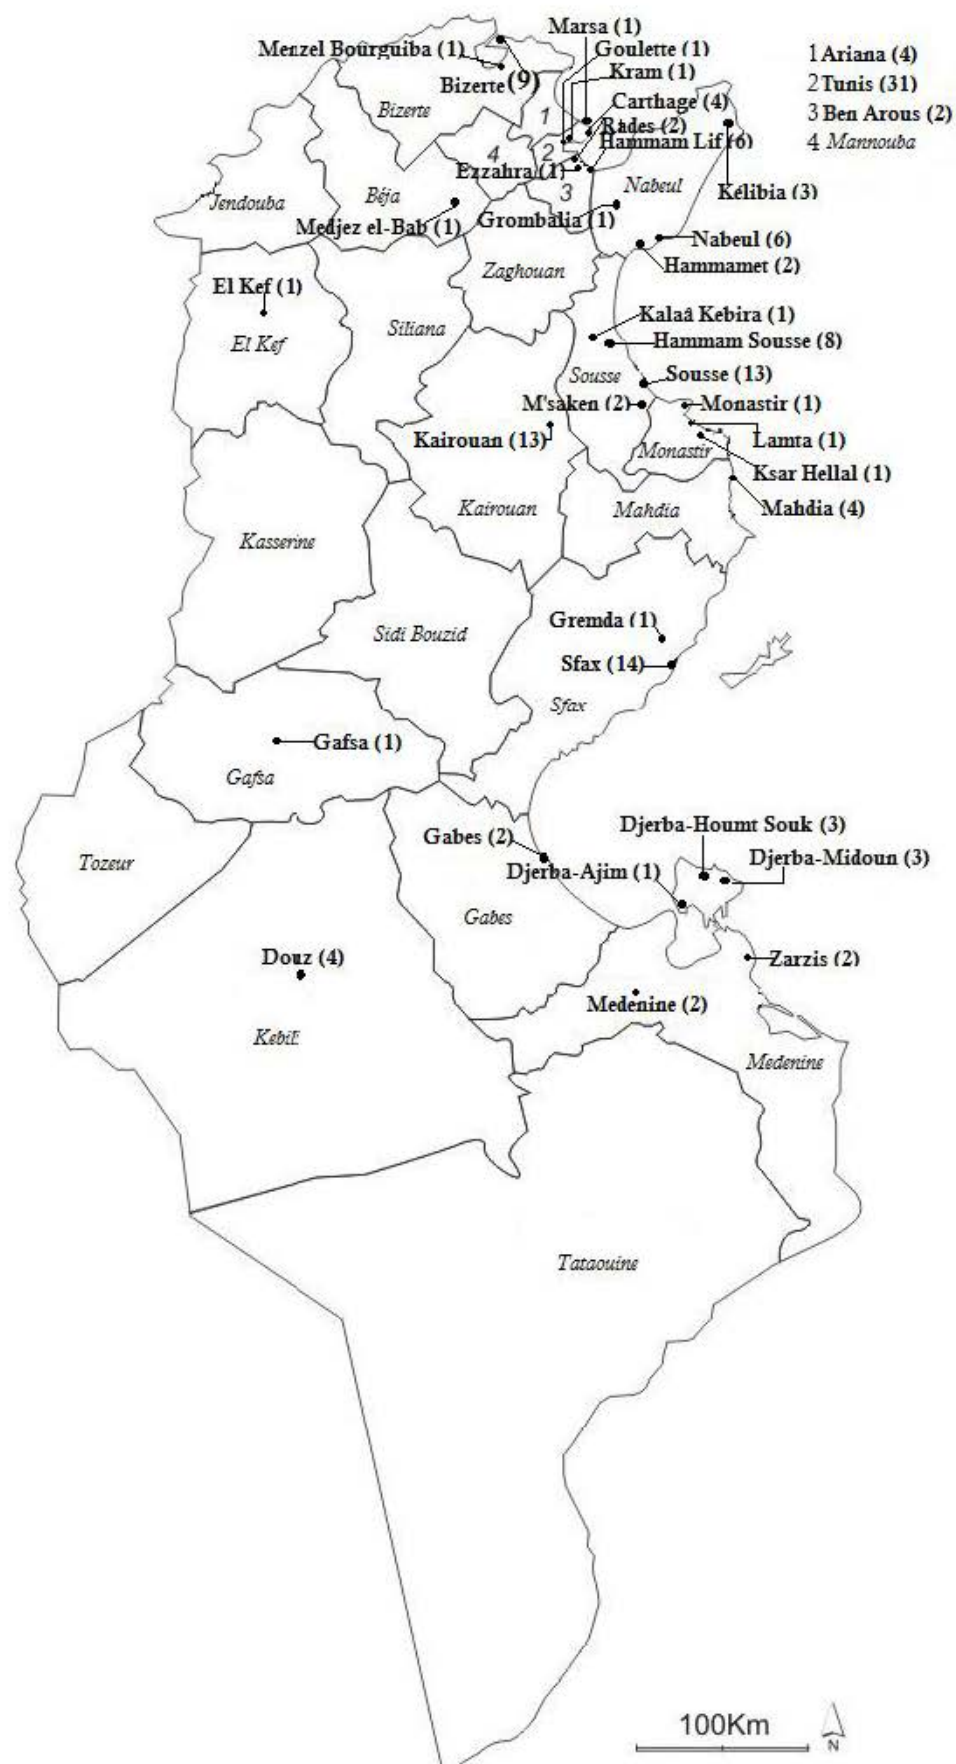 Marsa (1)
Menzel Bourguiba (1)
Goulette (1)
1 Ariana (4)
Kram (1)
Bizerte (9)
2 Tunis (31)
Carthage (4)
Bizerte
3 Ben Arous (2)
1
Rades (2)
Hammam Lif (6)
4 Mannouba
2
4
Ezzahra (1)
3
Nabeul
Kélibia (3)
Jendouba
Béja
Medjez el-Bab (1)
Grombalia (1)
Nabeul (6)
Hammamet (2)
Zaghouan
El Kef (1)
Kalaâ Kebira (1)
Siliana
El Kef
Hammam Sousse (8)
Sousse
Sousse (13)
M'saken (2)
Monastir (1)
Kairouan (13)
Lamta (1)
Monastir
Ksar Hellal (1)
Kairouan
Mahdia
Mahdia (4)
Kasserine
Gremda (1)
Sidi Bouzid
Sfax (14)
Sfax
Gafsa (1)
Gafsa
Djerba-Houmt Souk (3)
Gabes (2)
Djerba-Midoun (3)
Tozeur
Djerba-Ajim (1)
Gabes
Douz (4)
Zarzis (2)
Medenine (2)
Kebili
Medenine
Tataouine
100Km
N